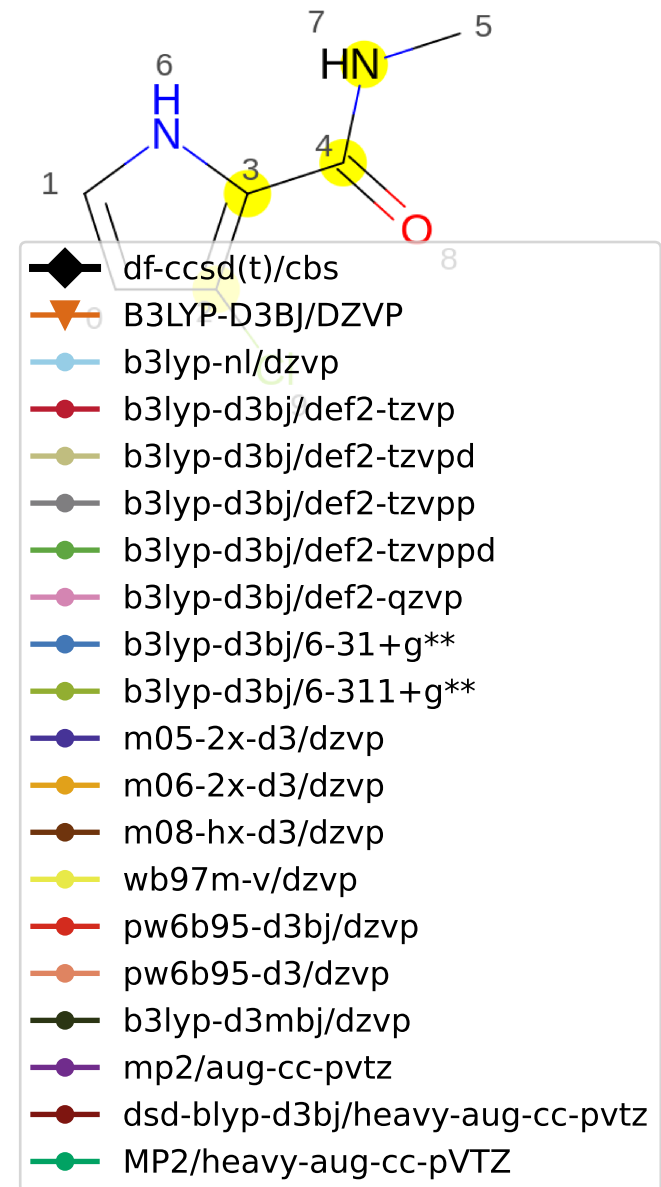 7
5
HN
6
H
N
4
3
1
O
8
df-ccsd(t)/cbs
B3LYP-D3BJ/DZVP
0
b3lyp-nl/dzvp
b3lyp-d3bj/def2-tzvp
b3lyp-d3bj/def2-tzvpd
b3lyp-d3bj/def2-tzvpp
b3lyp-d3bj/def2-tzvppd
b3lyp-d3bj/def2-qzvp
b3lyp-d3bj/6-31+g**
b3lyp-d3bj/6-311+g**
m05-2x-d3/dzvp
m06-2x-d3/dzvp
m08-hx-d3/dzvp
wb97m-v/dzvp
pw6b95-d3bj/dzvp
pw6b95-d3/dzvp
b3lyp-d3mbj/dzvp
mp2/aug-cc-pvtz
dsd-blyp-d3bj/heavy-aug-cc-pvtz
MP2/heavy-aug-cc-pVTZ